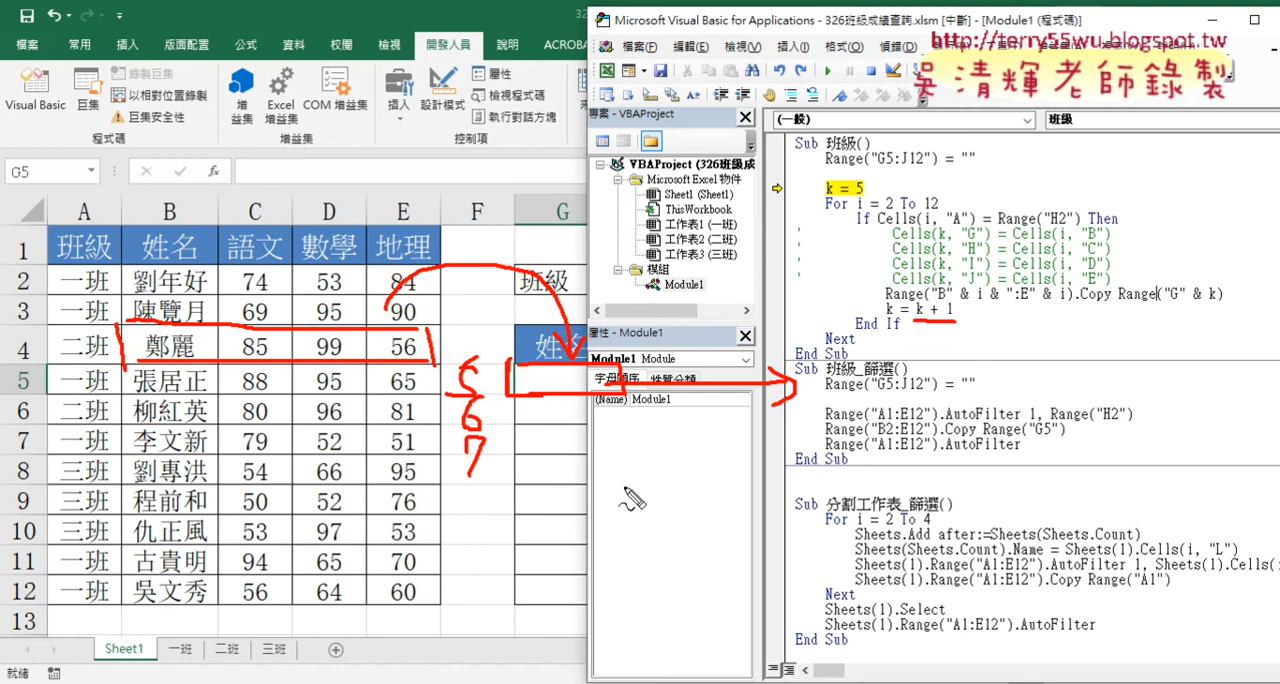 32
檔案 常用 插入 版面配置 公式 資料 校閱 檢視 開發人員 說明 ACROBA
Visual Basic 巨集 錄製巨集 以相對位置錄製 巨集安全性
增益集 Excel 增益集 COM 增益集
插入 設計模式 屬性 檢視程式碼 執行對話方塊
程式碼 增益集 控制項
G5 fx
A B C D E F G
1 班級 姓名 語文 數學 地理
2 一班 劉年好 74 53 84 班級
3 一班 陳覽月 69 95 90
4 二班 鄭麗 85 99 56 姓名
5 一班 張居正 88 95 65
6 二班 柳紅英 80 96 81
7 一班 李文新 79 52 51
8 三班 劉專洪 54 66 95
9 三班 程前和 50 52 76
10 三班 仇正風 53 97 53
11 一班 古貴明 94 65 70
12 一班 吳文秀 56 64 60
13
5
6
7
Sheet1 一班 二班 三班
就緒
Microsoft Visual Basic for Applications - 326班級成績查詢.xlsm [中斷] - [Module1 (程式碼)]
檔案(F) 編輯(E) 檢視(V) 插入(I) 格式(O) 偵錯(D)
http://terry55wu.blogspot.tw
吳清輝老師錄製
專案 - VBAProject
VBAProject (326班級成
Microsoft Excel 物件
Sheet1 (Sheet1)
ThisWorkbook
工作表1 (一班)
工作表2 (二班)
工作表3 (三班)
模組
Module1
屬性 - Module1
Module1 Module
字母順序 性質分類
(Name) Module1
(一般) 班級
Sub 班級()
Range("G5:J12") = ""
k = 5
For i = 2 To 12
If Cells(i, "A") = Range("H2") Then
' Cells(k, "G") = Cells(i, "B")
' Cells(k, "H") = Cells(i, "C")
' Cells(k, "I") = Cells(i, "D")
' Cells(k, "J") = Cells(i, "E")
Range("B" & i & ":E" & i).Copy Range("G" & k)
k = k + 1
End If
Next
End Sub
Sub 班級_篩選()
Range("G5:J12") = ""
Range("A1:E12").AutoFilter 1, Range("H2")
Range("B2:E12").Copy Range("G5")
Range("A1:E12").AutoFilter
End Sub
Sub 分割工作表_篩選()
For i = 2 To 4
Sheets.Add after:=Sheets(Sheets.Count)
Sheets(Sheets.Count).Name = Sheets(1).Cells(i, "L")
Sheets(1).Range("A1:E12").AutoFilter 1, Sheets(1).Cells(i
Sheets(1).Range("A1:E12").Copy Range("A1")
Next
Sheets(1).Select
Sheets(1).Range("A1:E12").AutoFilter
End Sub